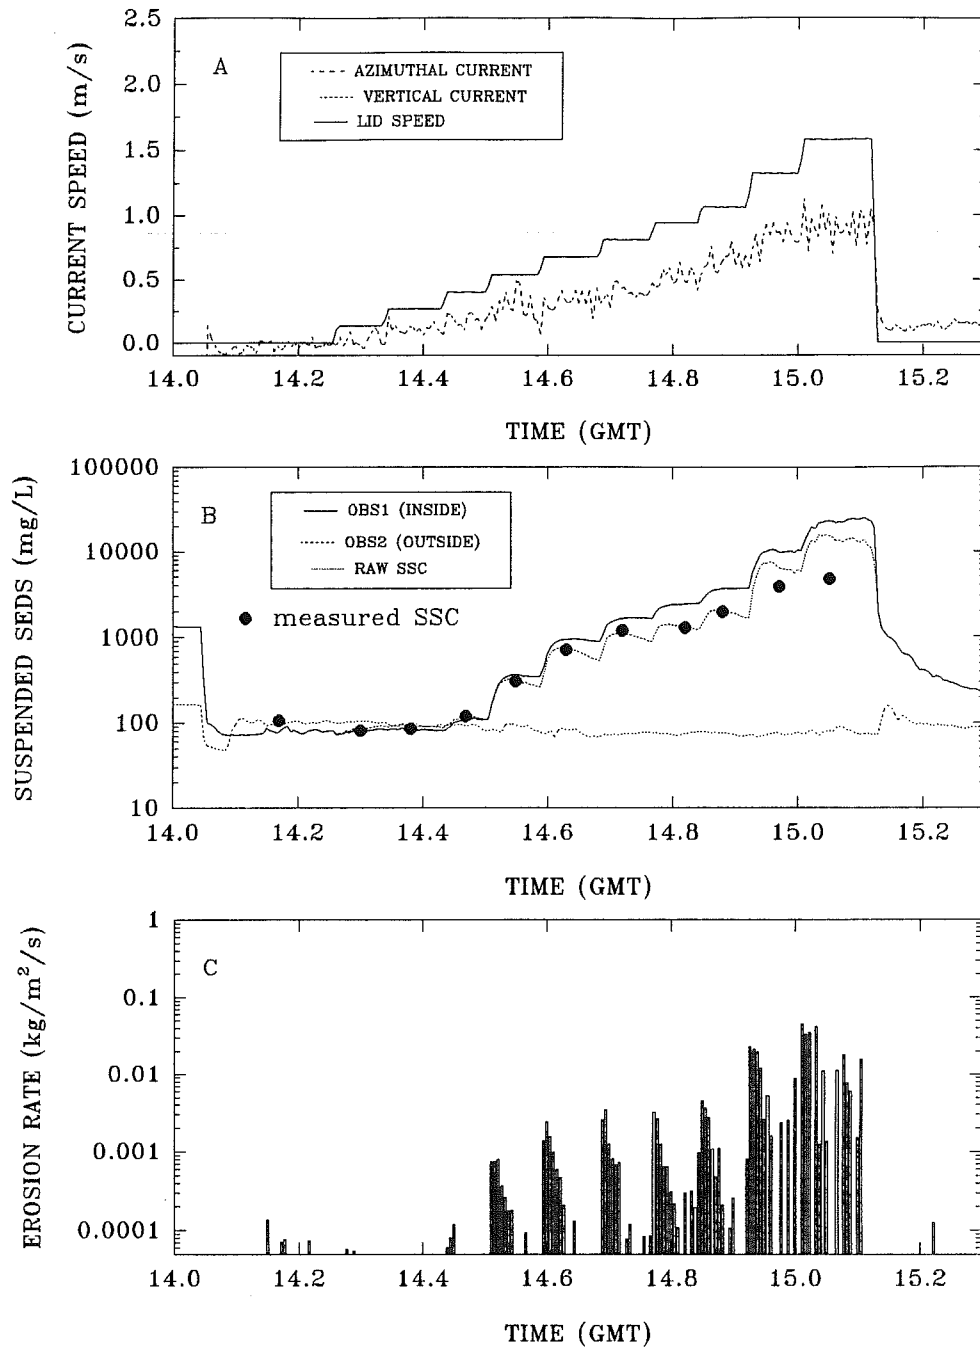 2.5
2.0
1.5
1.0
0.5
0.0
CURRENT SPEED (m/s)
A
AZIMUTHAL CURRENT
VERTICAL CURRENT
LID SPEED
14.0 14.2 14.4 14.6 14.8 15.0 15.2
TIME (GMT)
100000
10000
1000
100
10
SUSPENDED SEDS (mg/L)
B
OBS1 (INSIDE)
OBS2 (OUTSIDE)
RAW SSC
measured SSC
14.0 14.2 14.4 14.6 14.8 15.0 15.2
TIME (GMT)
1
0.1
0.01
0.001
0.0001
EROSION RATE (kg/m²/s)
C
14.0 14.2 14.4 14.6 14.8 15.0 15.2
TIME (GMT)